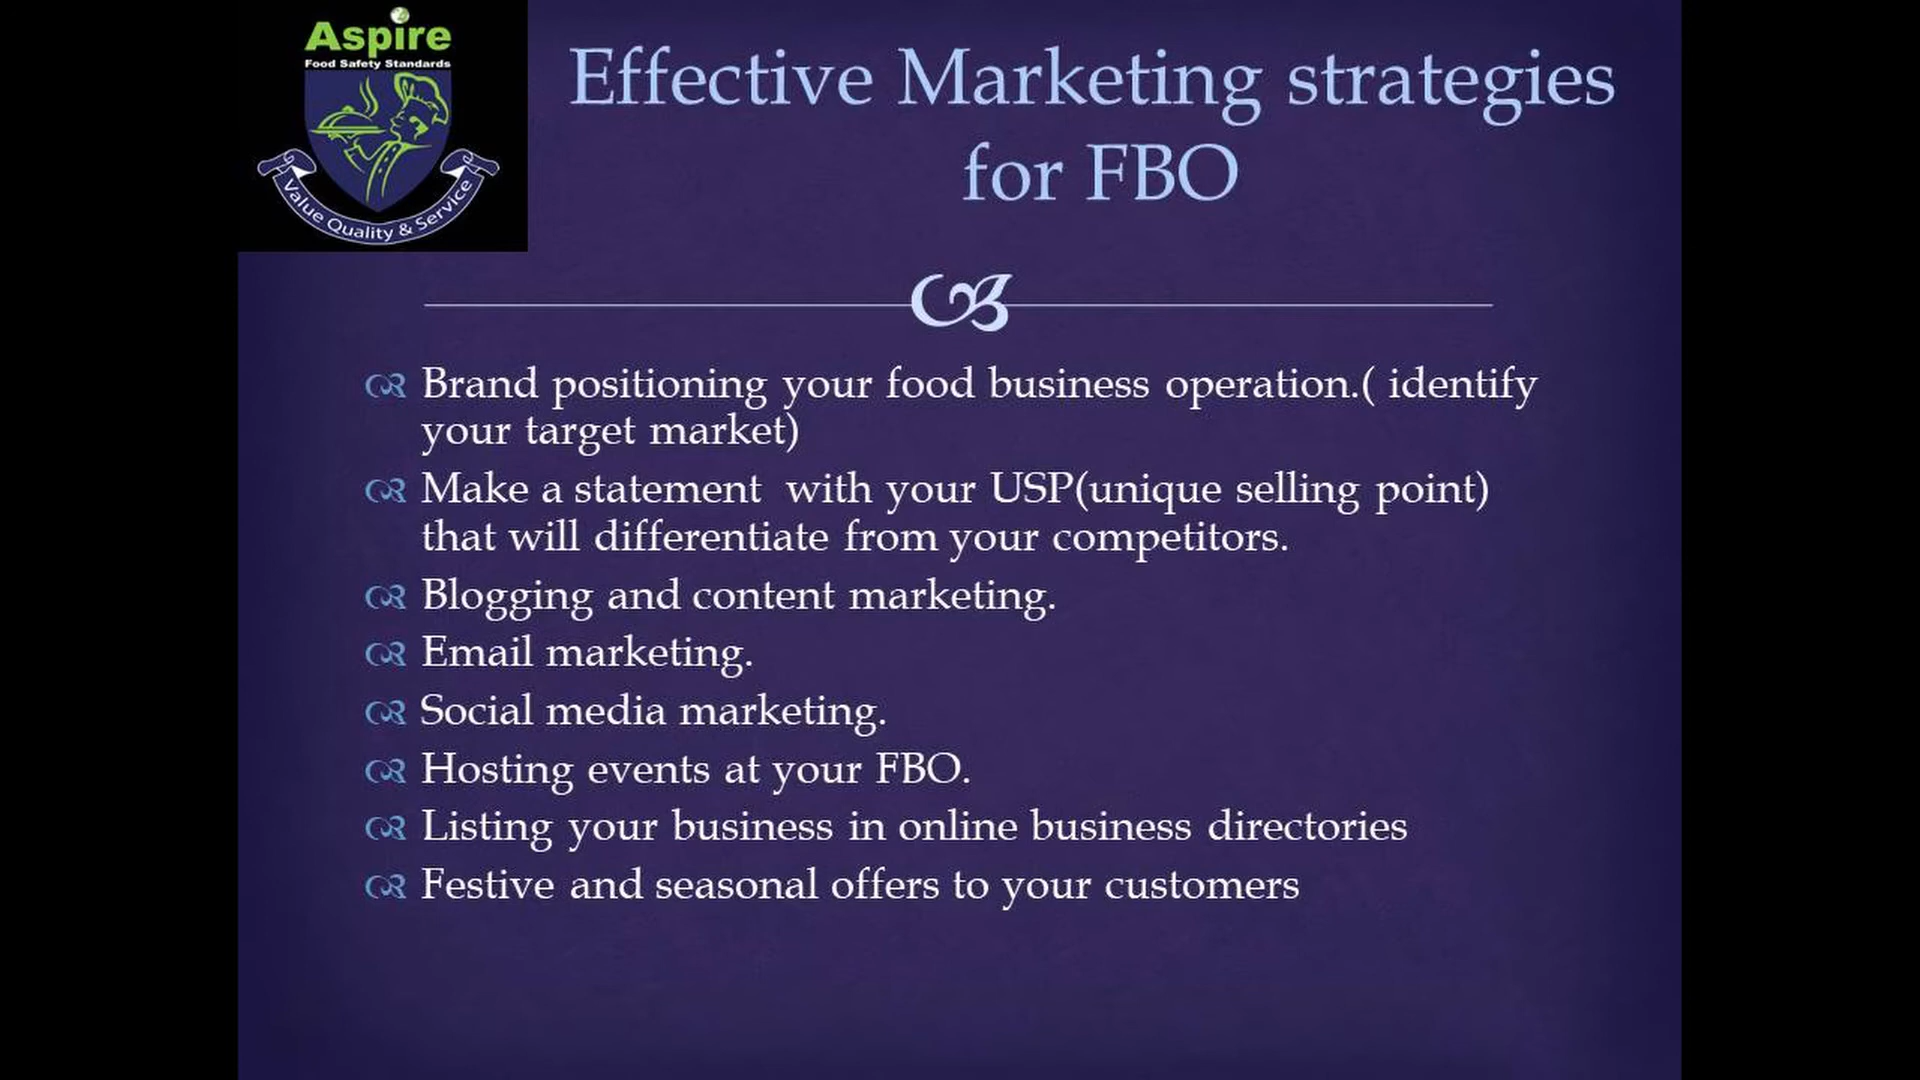 Aspire
Food Safety Standards
Value Quality & Service
Effective Marketing strategies
for FBO
Brand positioning your food business operation.( identify
your target market)
Make a statement  with your USP(unique selling point)
that will differentiate from your competitors.
Blogging and content marketing.
Email marketing.
Social media marketing.
Hosting events at your FBO.
Listing your business in online business directories
Festive and seasonal offers to your customers